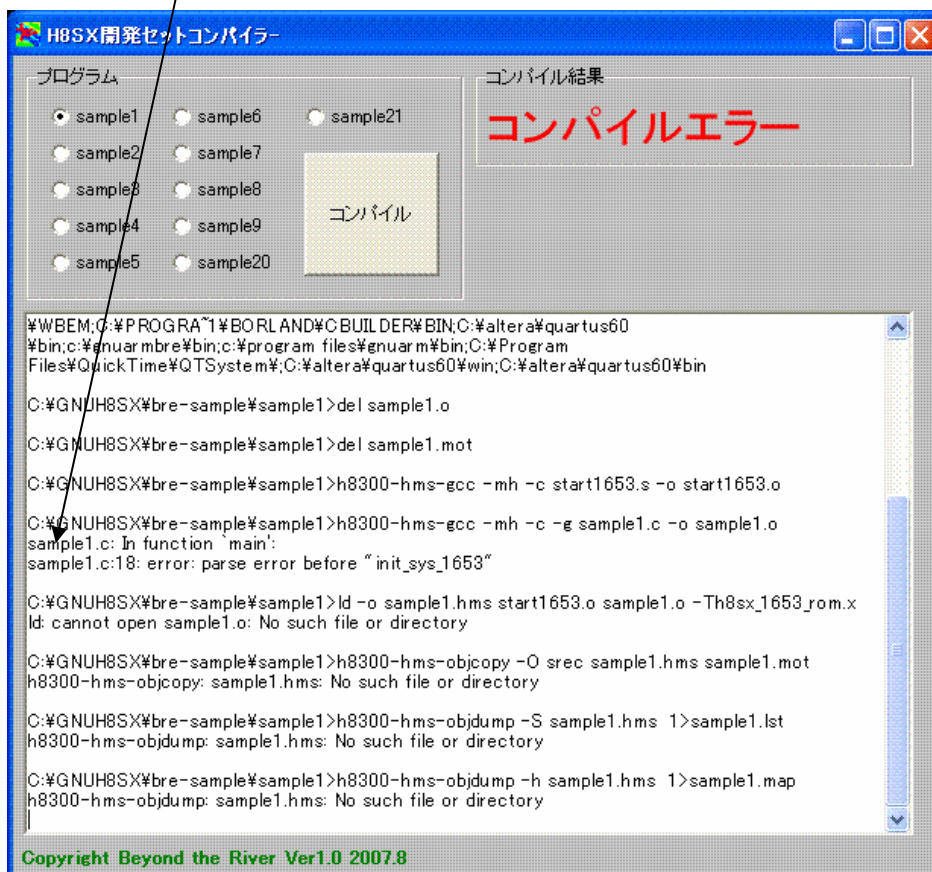 H8SX開発セットコンパイラー
プログラム
sample1
sample6
sample21
sample2
sample7
sample3
sample8
sample4
sample9
sample5
sample20
コンパイル
コンパイル結果
コンパイルエラー
¥WBEM;C:¥PROGRA~1¥BORLAND¥CBUILDER¥BIN;C:¥altera¥quartus60
¥bin;c:¥gnuarmbre¥bin;c:¥program files¥gnuarm¥bin;C:¥Program
Files¥QuickTime¥QTSystem¥;C:¥altera¥quartus60¥win;C:¥altera¥quartus60¥bin
C:¥GNUH8SX¥bre-sample¥sample1>del sample1.o
C:¥GNUH8SX¥bre-sample¥sample1>del sample1.mot
C:¥GNUH8SX¥bre-sample¥sample1>h8300-hms-gcc -mh -c start1653.s -o start1653.o
C:¥GNUH8SX¥bre-sample¥sample1>h8300-hms-gcc -mh -c -g sample1.c -o sample1.o
sample1.c: In function `main':
sample1.c:18: error: parse error before "init_sys_1653"
C:¥GNUH8SX¥bre-sample¥sample1>ld -o sample1.hms start1653.o sample1.o -Th8sx_1653_rom.x
ld: cannot open sample1.o: No such file or directory
C:¥GNUH8SX¥bre-sample¥sample1>h8300-hms-objcopy -O srec sample1.hms sample1.mot
h8300-hms-objcopy: sample1.hms: No such file or directory
C:¥GNUH8SX¥bre-sample¥sample1>h8300-hms-objdump -S sample1.hms 1>sample1.lst
h8300-hms-objdump: sample1.hms: No such file or directory
C:¥GNUH8SX¥bre-sample¥sample1>h8300-hms-objdump -h sample1.hms 1>sample1.map
h8300-hms-objdump: sample1.hms: No such file or directory
Copyright Beyond the River Ver1.0 2007.8